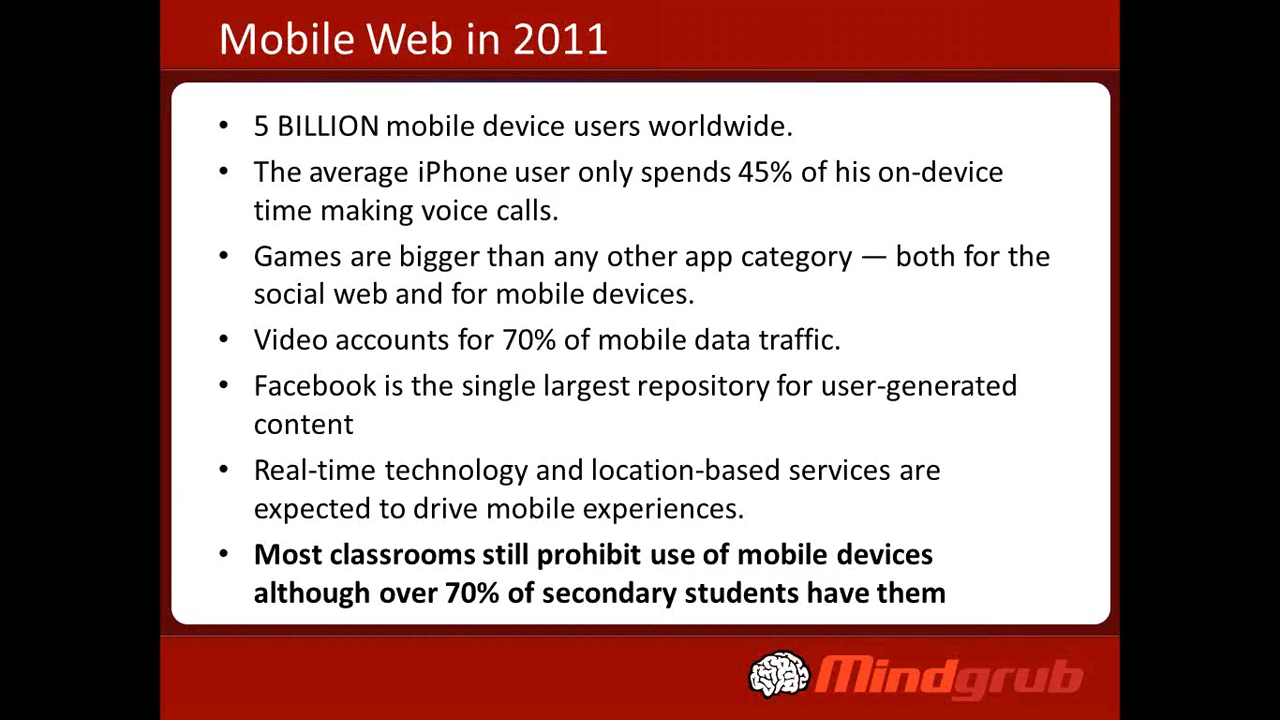 Mobile Web in 2011
• 5 BILLION mobile device users worldwide.
• The average iPhone user only spends 45% of his on-device
time making voice calls.
• Games are bigger than any other app category — both for the
social web and for mobile devices.
• Video accounts for 70% of mobile data traffic.
• Facebook is the single largest repository for user-generated
content
• Real-time technology and location-based services are
expected to drive mobile experiences.
• Most classrooms still prohibit use of mobile devices
although over 70% of secondary students have them
Mindgrub